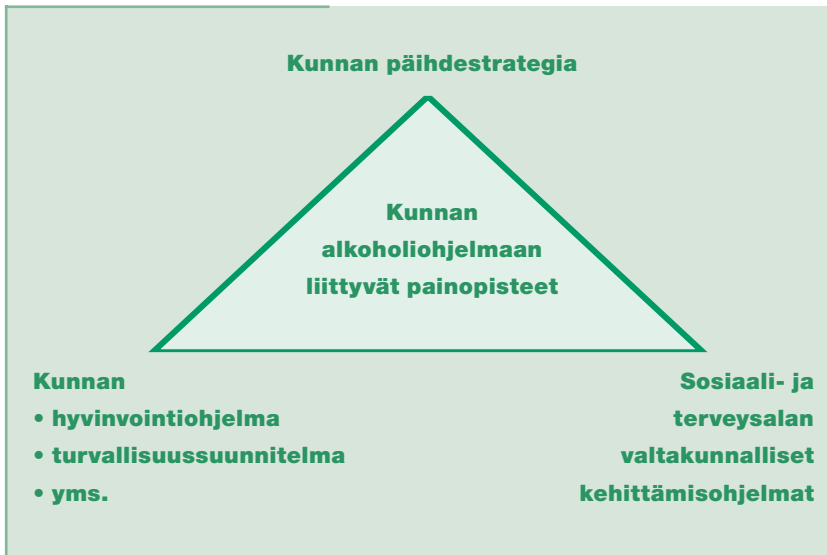 Kunnan päihdestrategia
Kunnan
alkoholiohjelmaan
liittyvät painopisteet
Kunnan
• hyvinvointiohjelma
• turvallisuussuunnitelma
• yms.
Sosiaali- ja
terveysalan
valtakunnalliset
kehittämisohjelmat